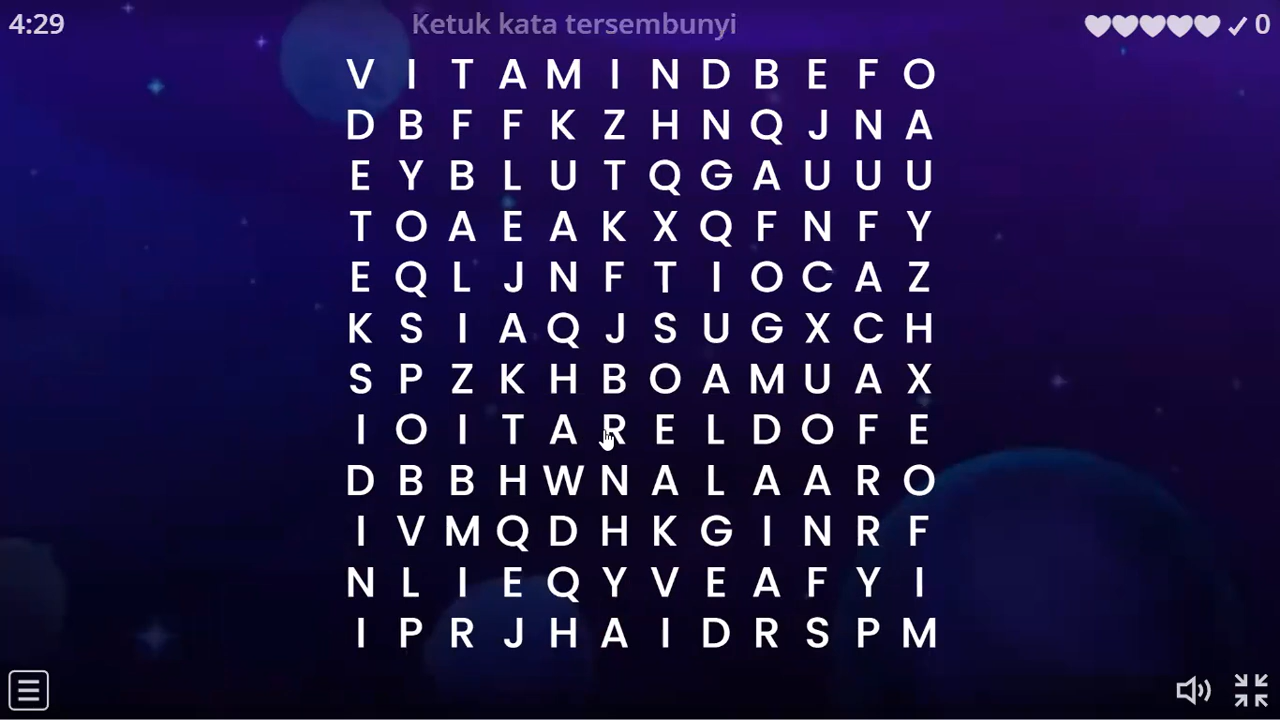 4:29 Ketuk kata tersembunyi ✓ 0
V I T A M I N D B E F O
D B F F K Z H N Q J N A
E Y B L U T Q G A U U U
T O A E A K X Q F N F Y
E Q L J N F T I O C A Z
K S I A Q J S U G X C H
S P Z K H B O A M U A X
I O I T A R E L D O F E
D B B H W N A L A A R O
I V M Q D H K G I N R F
N L I E Q Y V E A F Y I
I P R J H A I D R S P M